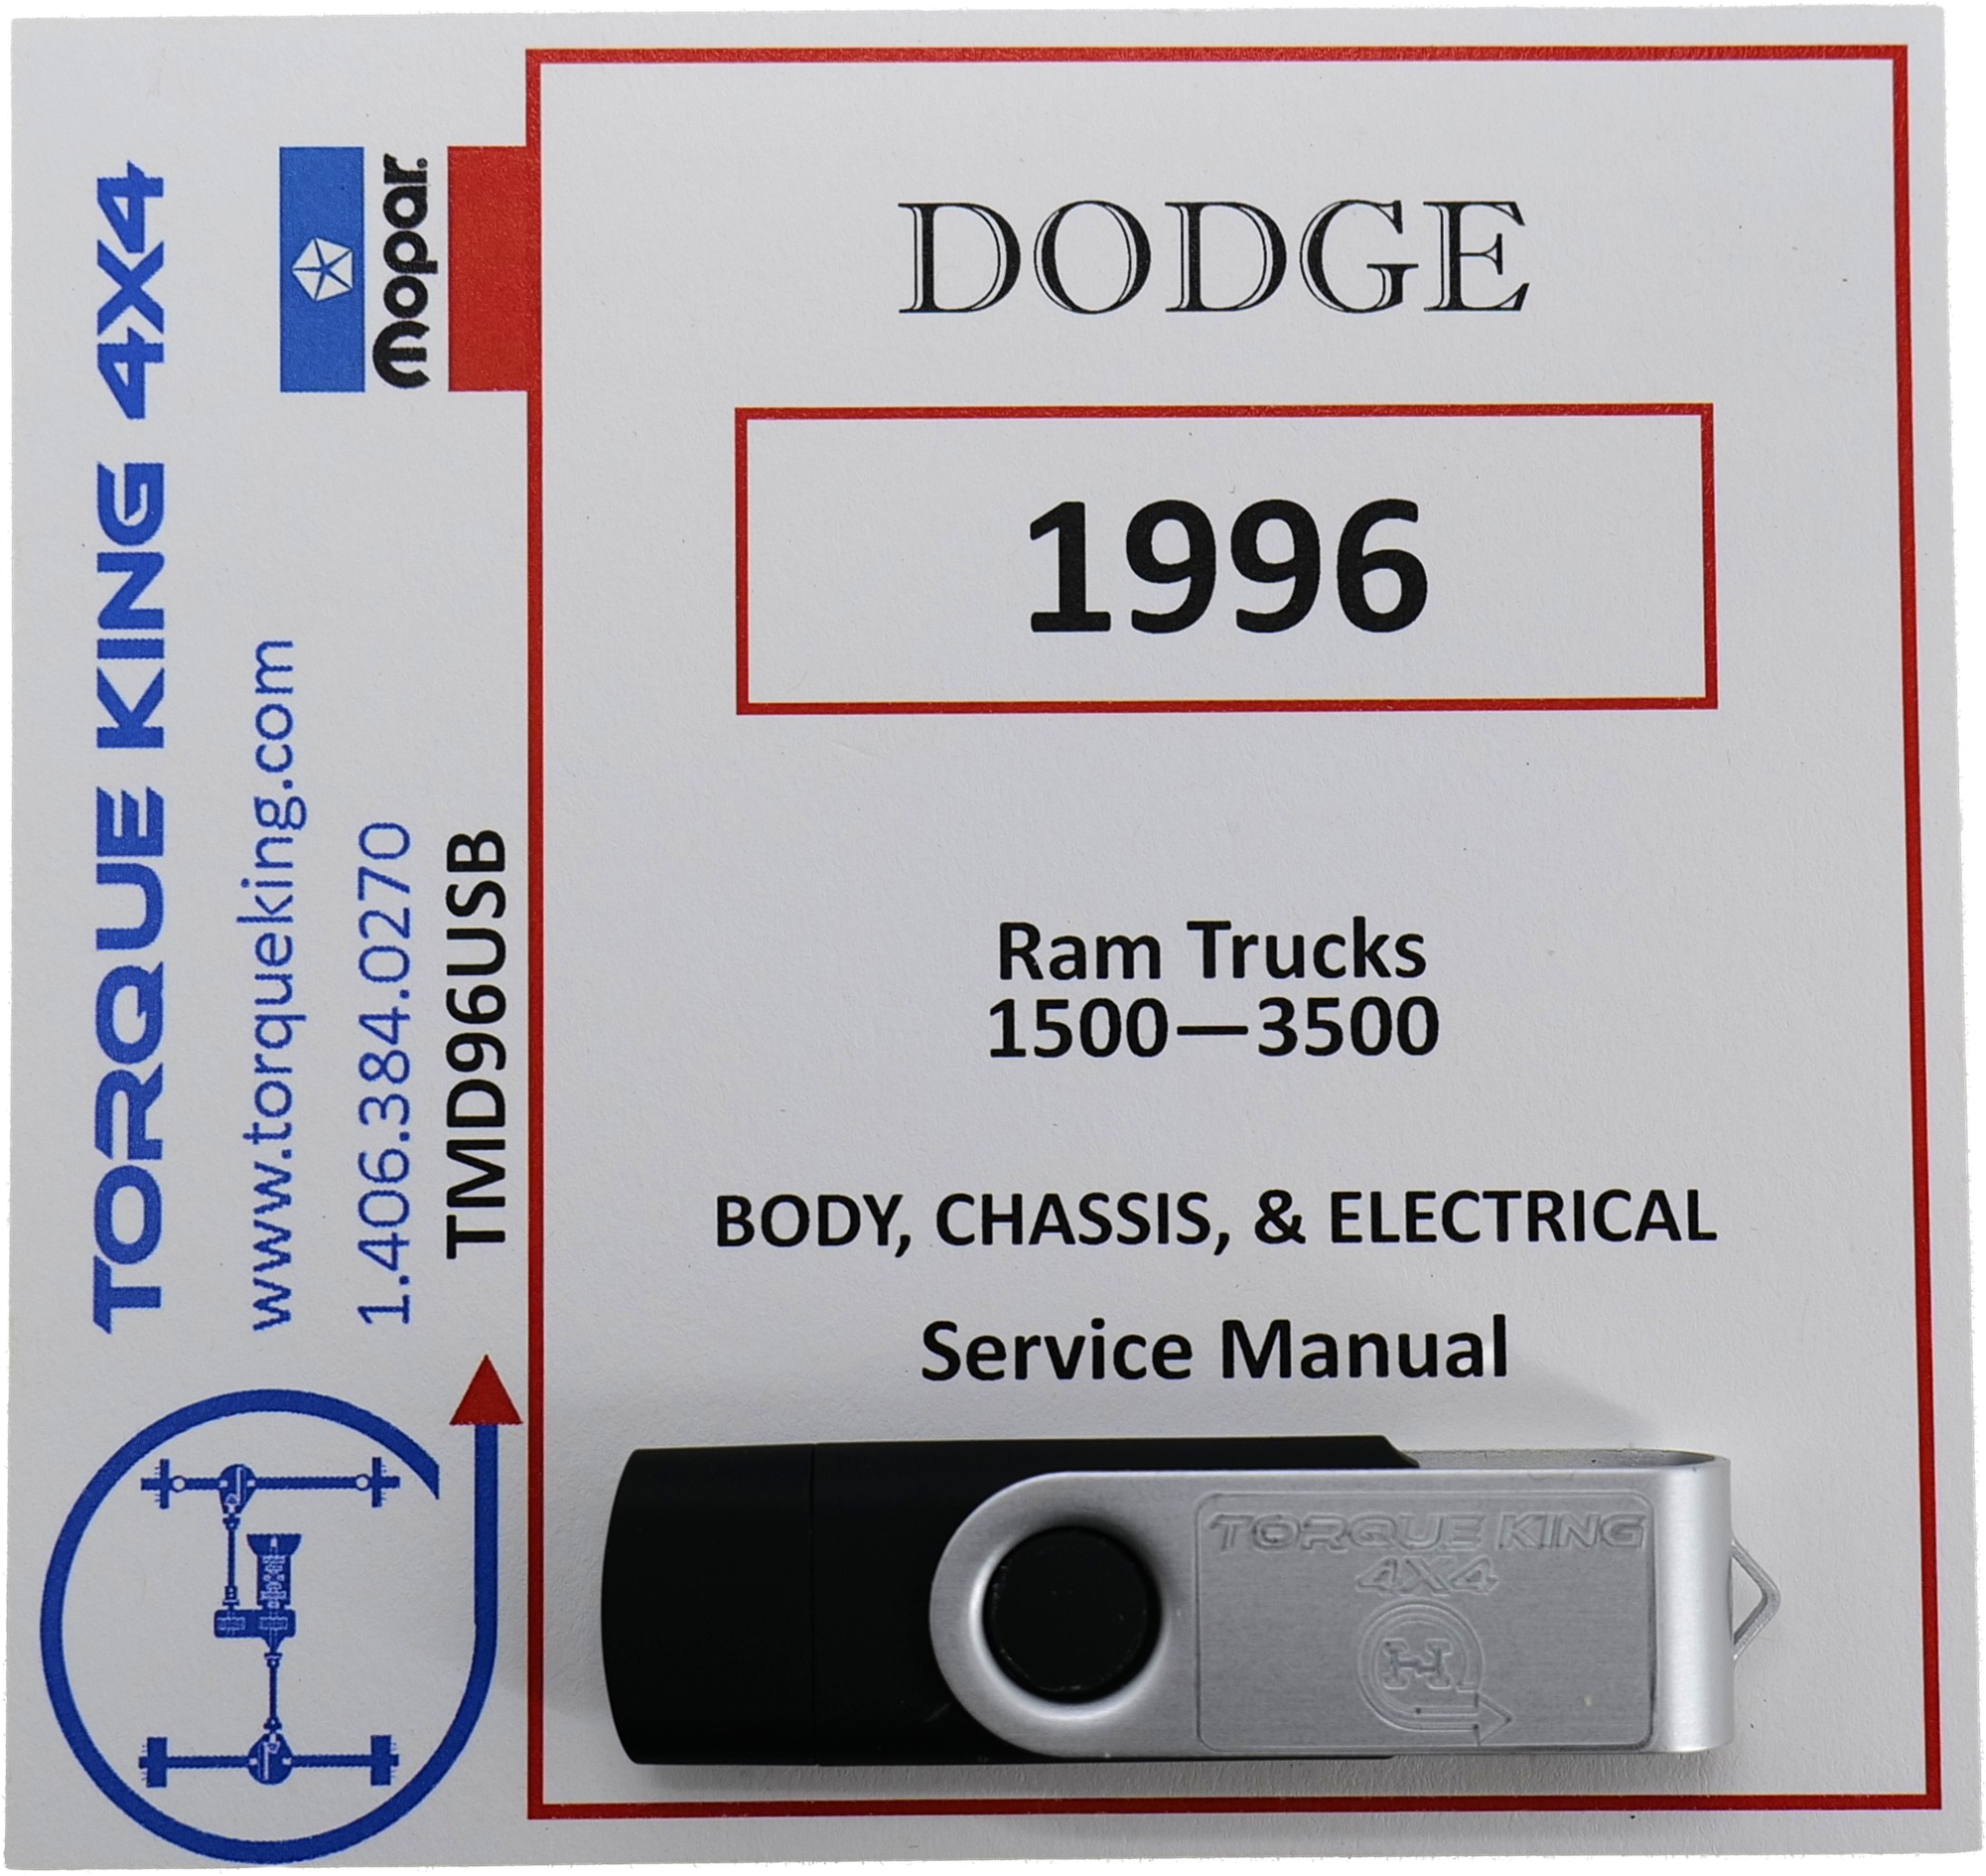 TORQUE KING 4X4
www.torqueking.com
1.406.384.0270
TMD96USB
mopar.
DODGE
1996
Ram Trucks
1500—3500
BODY, CHASSIS, & ELECTRICAL
Service Manual
TORQUE KING
4X4